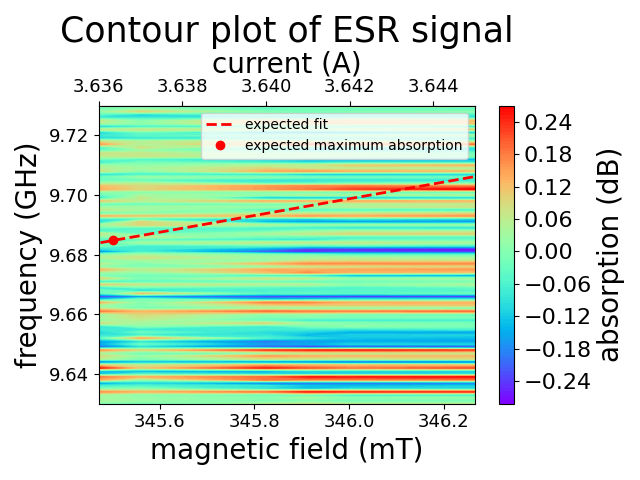 Contour plot of ESR signal
current (A)
3.636 3.638 3.640 3.642 3.644
expected fit
expected maximum absorption
9.72
9.70
9.68
9.66
9.64
frequency (GHz)
345.6 345.8 346.0 346.2
magnetic field (mT)
0.24
0.18
0.12
0.06
0.00
−0.06
−0.12
−0.18
−0.24
absorption (dB)